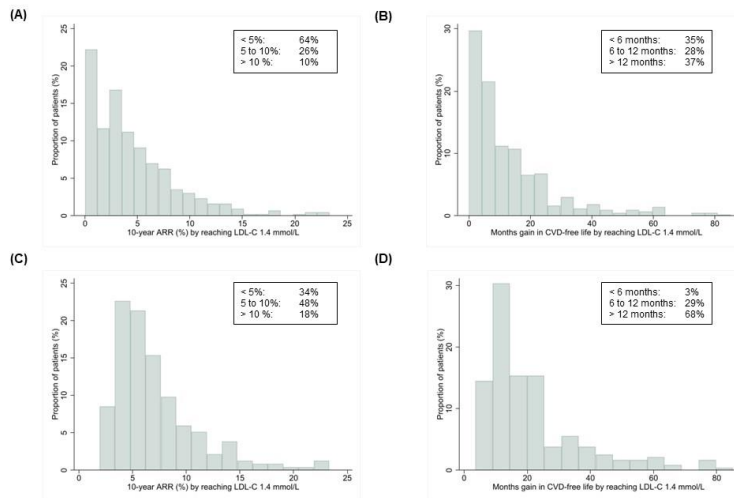 (A)
Proportion of patients (%)
25
20
15
10
5
0
< 5%: 64%
5 to 10%: 26%
> 10 %: 10%
0 5 10 15 20 25
10-year ARR (%) by reaching LDL-C 1.4 mmol/L
(B)
Proportion of patients (%)
30
20
10
0
< 6 months: 35%
6 to 12 months: 28%
> 12 months: 37%
0 20 40 60 80
Months gain in CVD-free life by reaching LDL-C 1.4 mmol/L
(C)
Proportion of patients (%)
25
20
15
10
5
0
< 5%: 34%
5 to 10%: 48%
> 10 %: 18%
0 5 10 15 20 25
10-year ARR (%) by reaching LDL-C 1.4 mmol/L
(D)
Proportion of patients (%)
30
20
10
0
< 6 months: 3%
6 to 12 months: 29%
> 12 months: 68%
0 20 40 60 80
Months gain in CVD-free life by reaching LDL-C 1.4 mmol/L